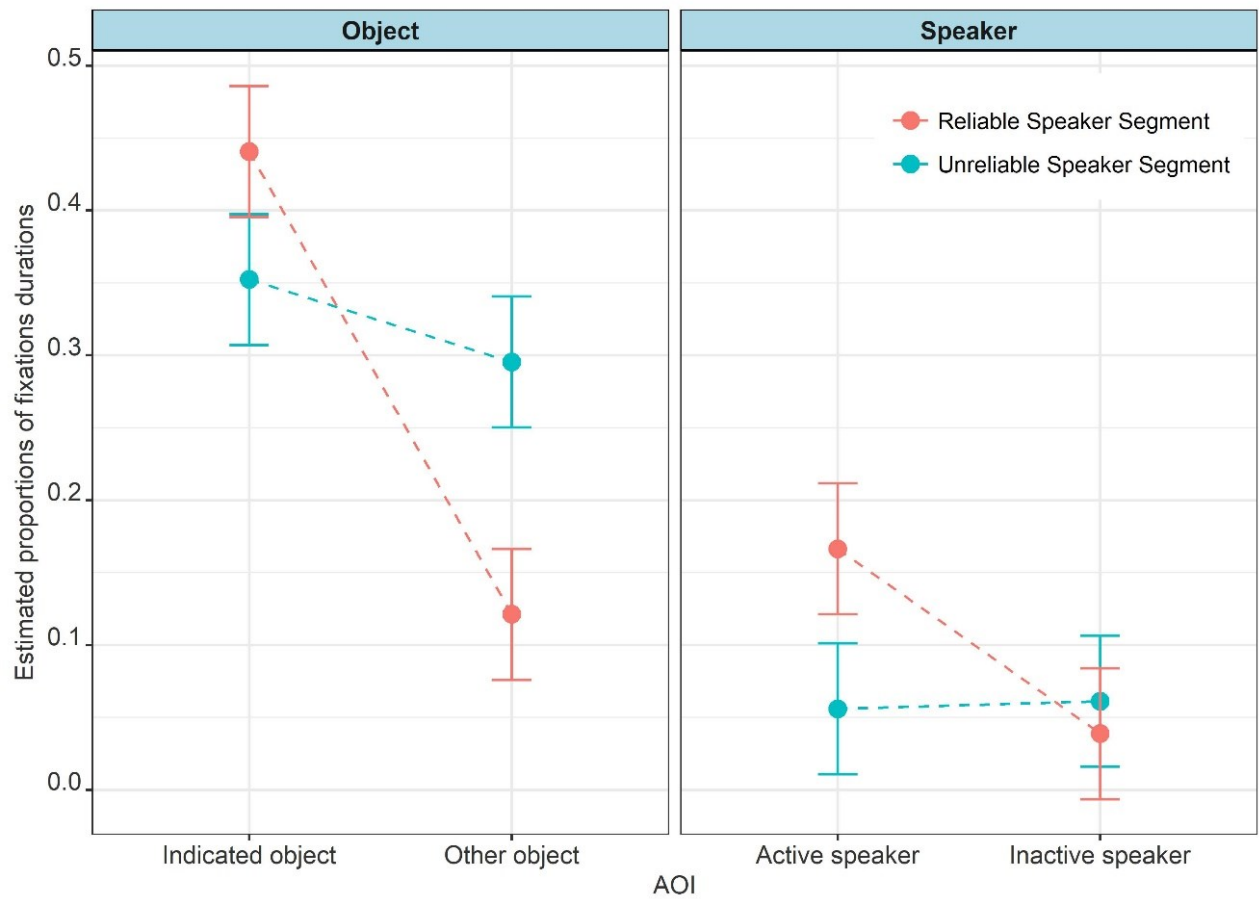 Object
Speaker
Reliable Speaker Segment
Unreliable Speaker Segment
Estimated proportions of fixations durations
0.5
0.4
0.3
0.2
0.1
0.0
Indicated object
Other object
Active speaker
Inactive speaker
AOI